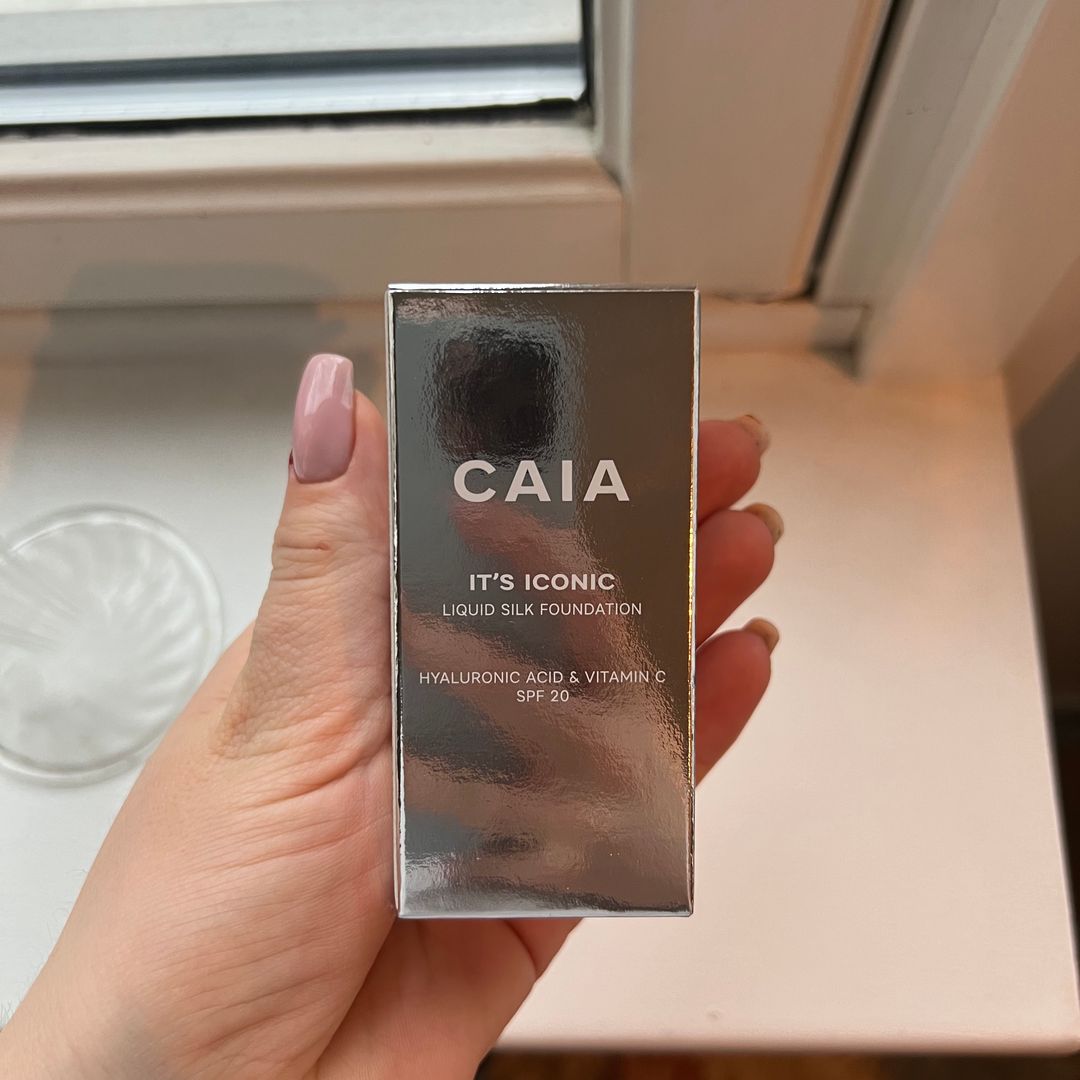 CAIA
IT'S ICONIC
LIQUID SILK FOUNDATION
HYALURONIC ACID & VITAMIN C
SPF 20